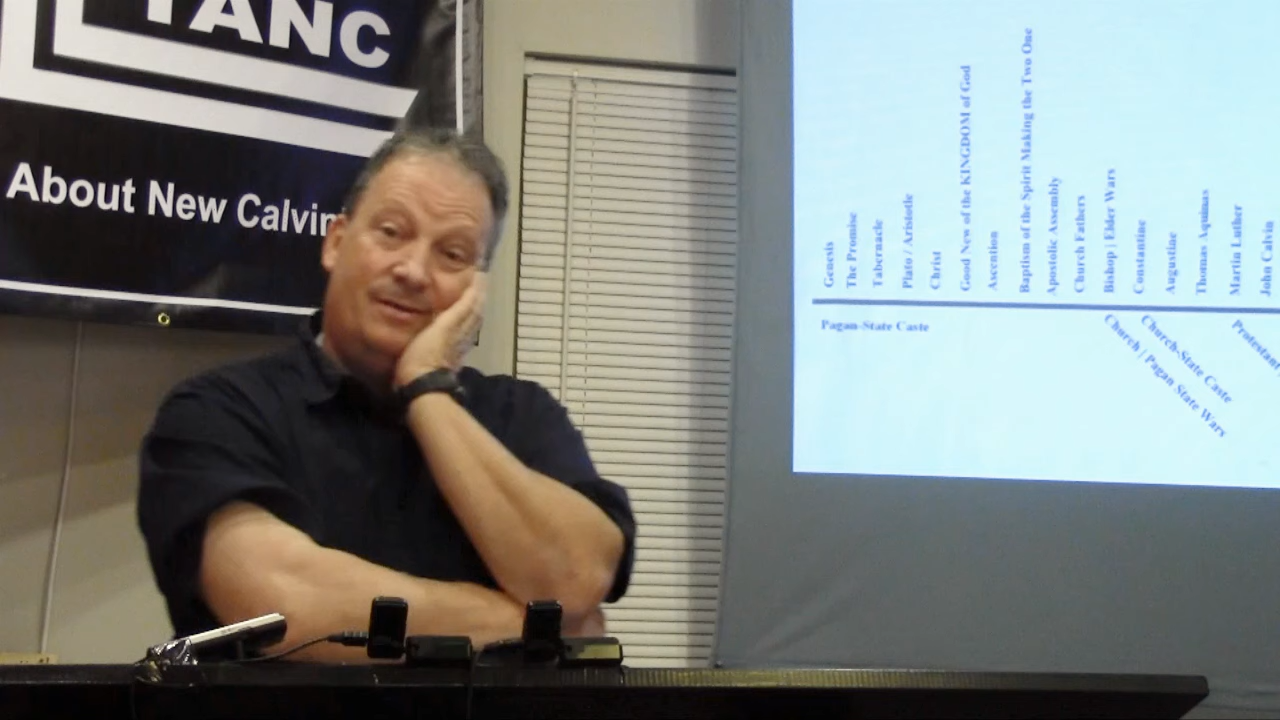 TANC
About New Calvin
Genesis
The Promise
Tabernacle
Plato / Aristotle
Christ
Good New of the KINGDOM of God
Ascention
Baptism of the Spirit Making the Two One
Apostolic Assembly
Church Fathers
Bishop | Elder Wars
Constantine
Augustine
Thomas Aquinas
Martin Luther
John Calvin
Pagan-State Caste
Church | Pagan State Wars
Church-State Caste
Protestant